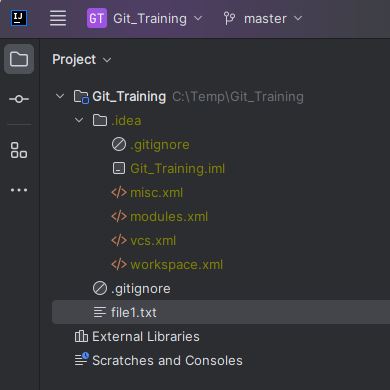 IJ GT Git_Training master
Project
Git_Training C:\Temp\Git_Training
.idea
.gitignore
Git_Training.iml
misc.xml
modules.xml
vcs.xml
workspace.xml
.gitignore
file1.txt
External Libraries
Scratches and Consoles